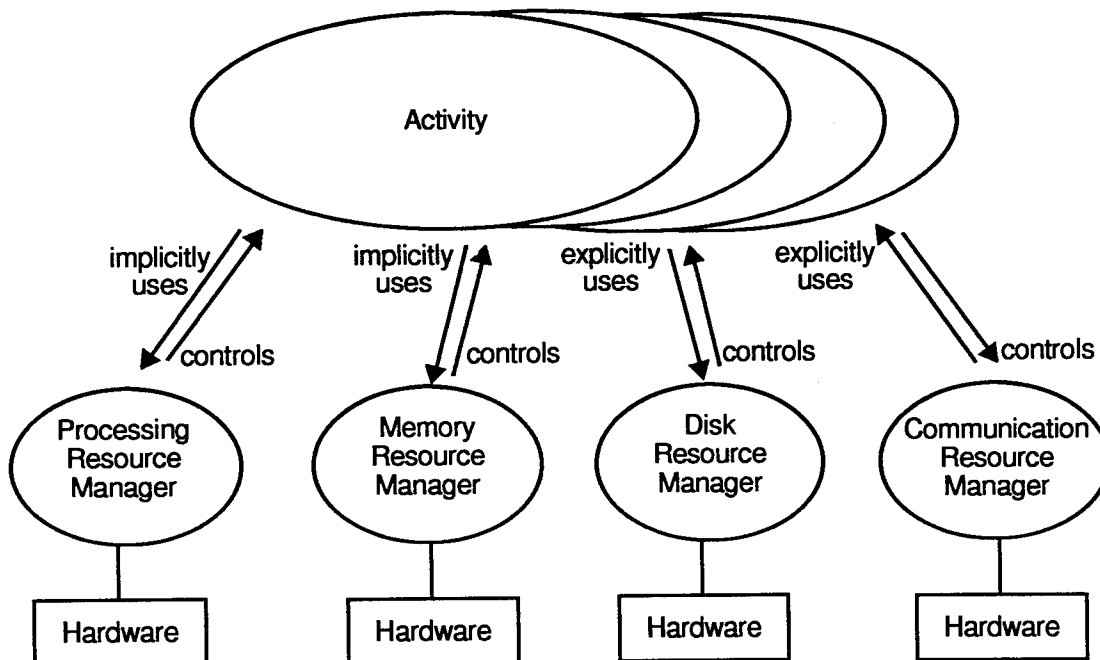 Activity
implicitly
uses
implicitly
uses
explicitly
uses
explicitly
uses
controls
controls
controls
controls
Processing
Resource
Manager
Memory
Resource
Manager
Disk
Resource
Manager
Communication
Resource
Manager
Hardware
Hardware
Hardware
Hardware